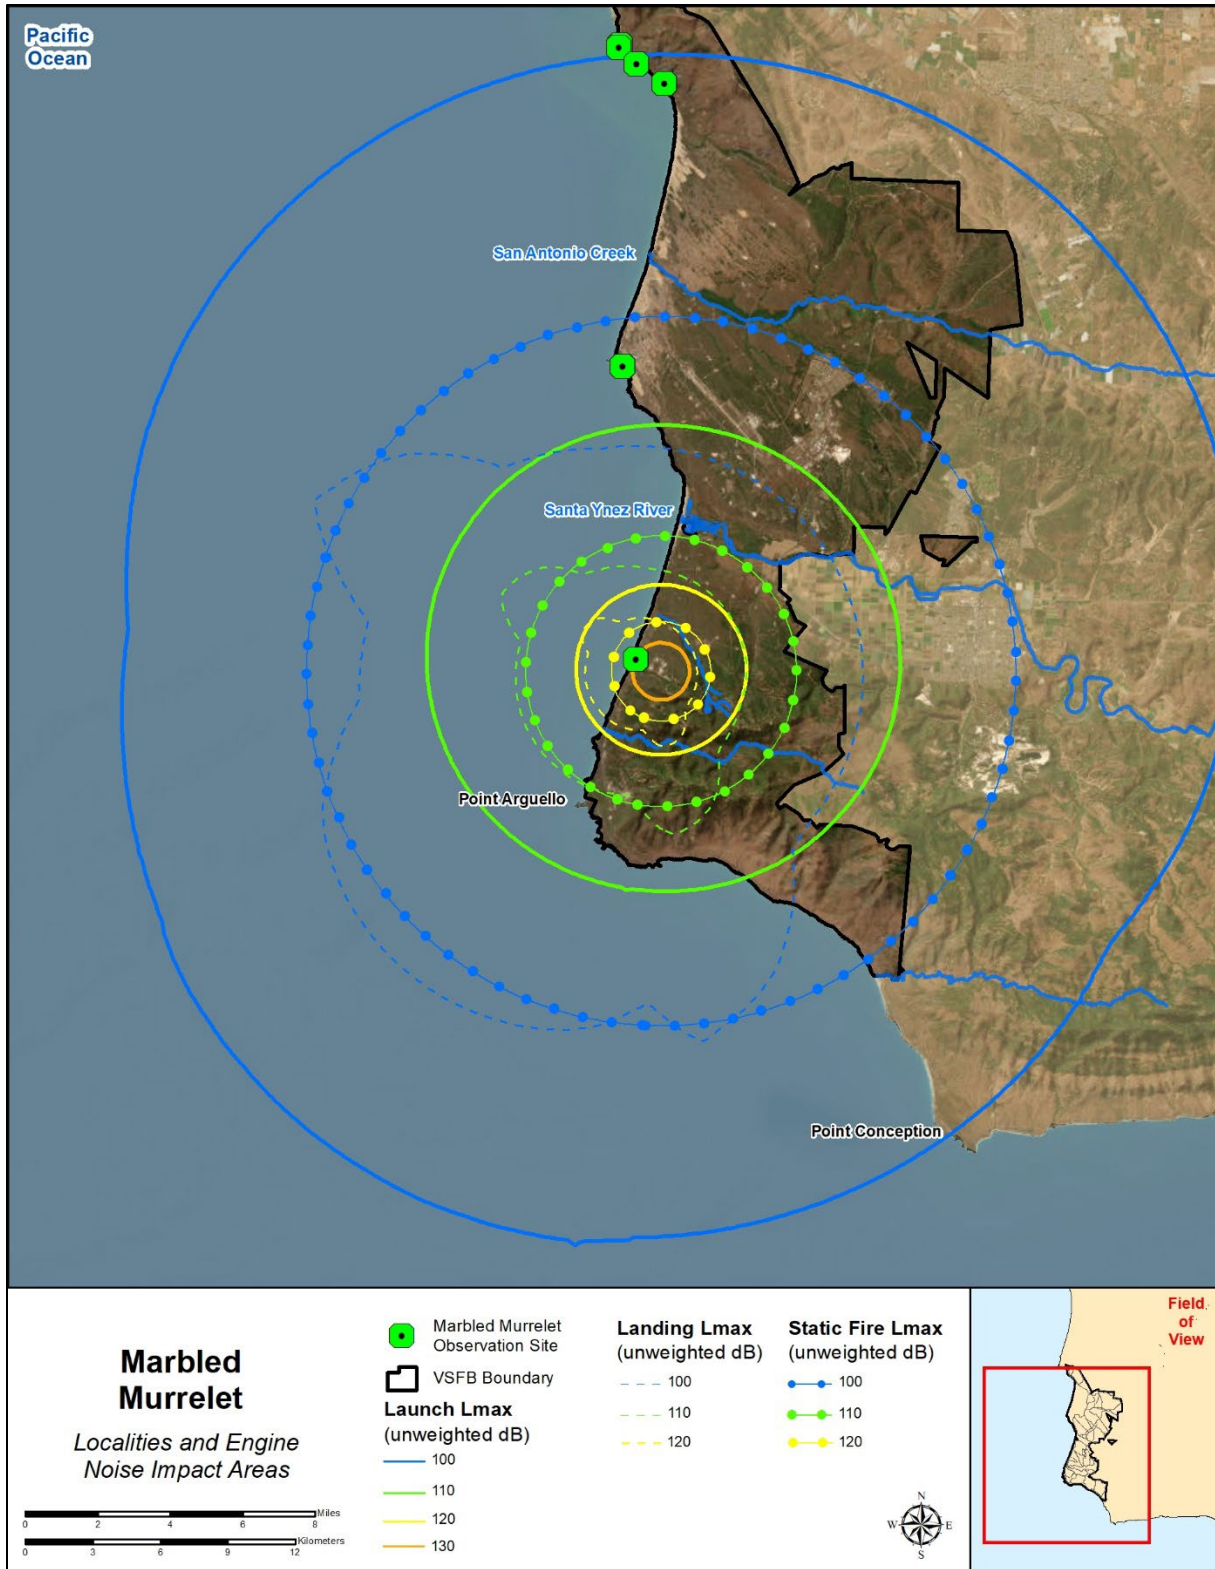 Pacific
Ocean
San Antonio Creek
Santa Ynez River
Point Arguello
Point Conception
Marbled
Murrelet
Localities and Engine
Noise Impact Areas
Miles
0 2 4 6 8
Kilometers
0 3 6 9 12
Marbled Murrelet
Observation Site
VSFB Boundary
Launch Lmax
(unweighted dB)
100
110
120
130
Landing Lmax
(unweighted dB)
100
110
120
Static Fire Lmax
(unweighted dB)
100
110
120
N
W E
S
Field
of
View